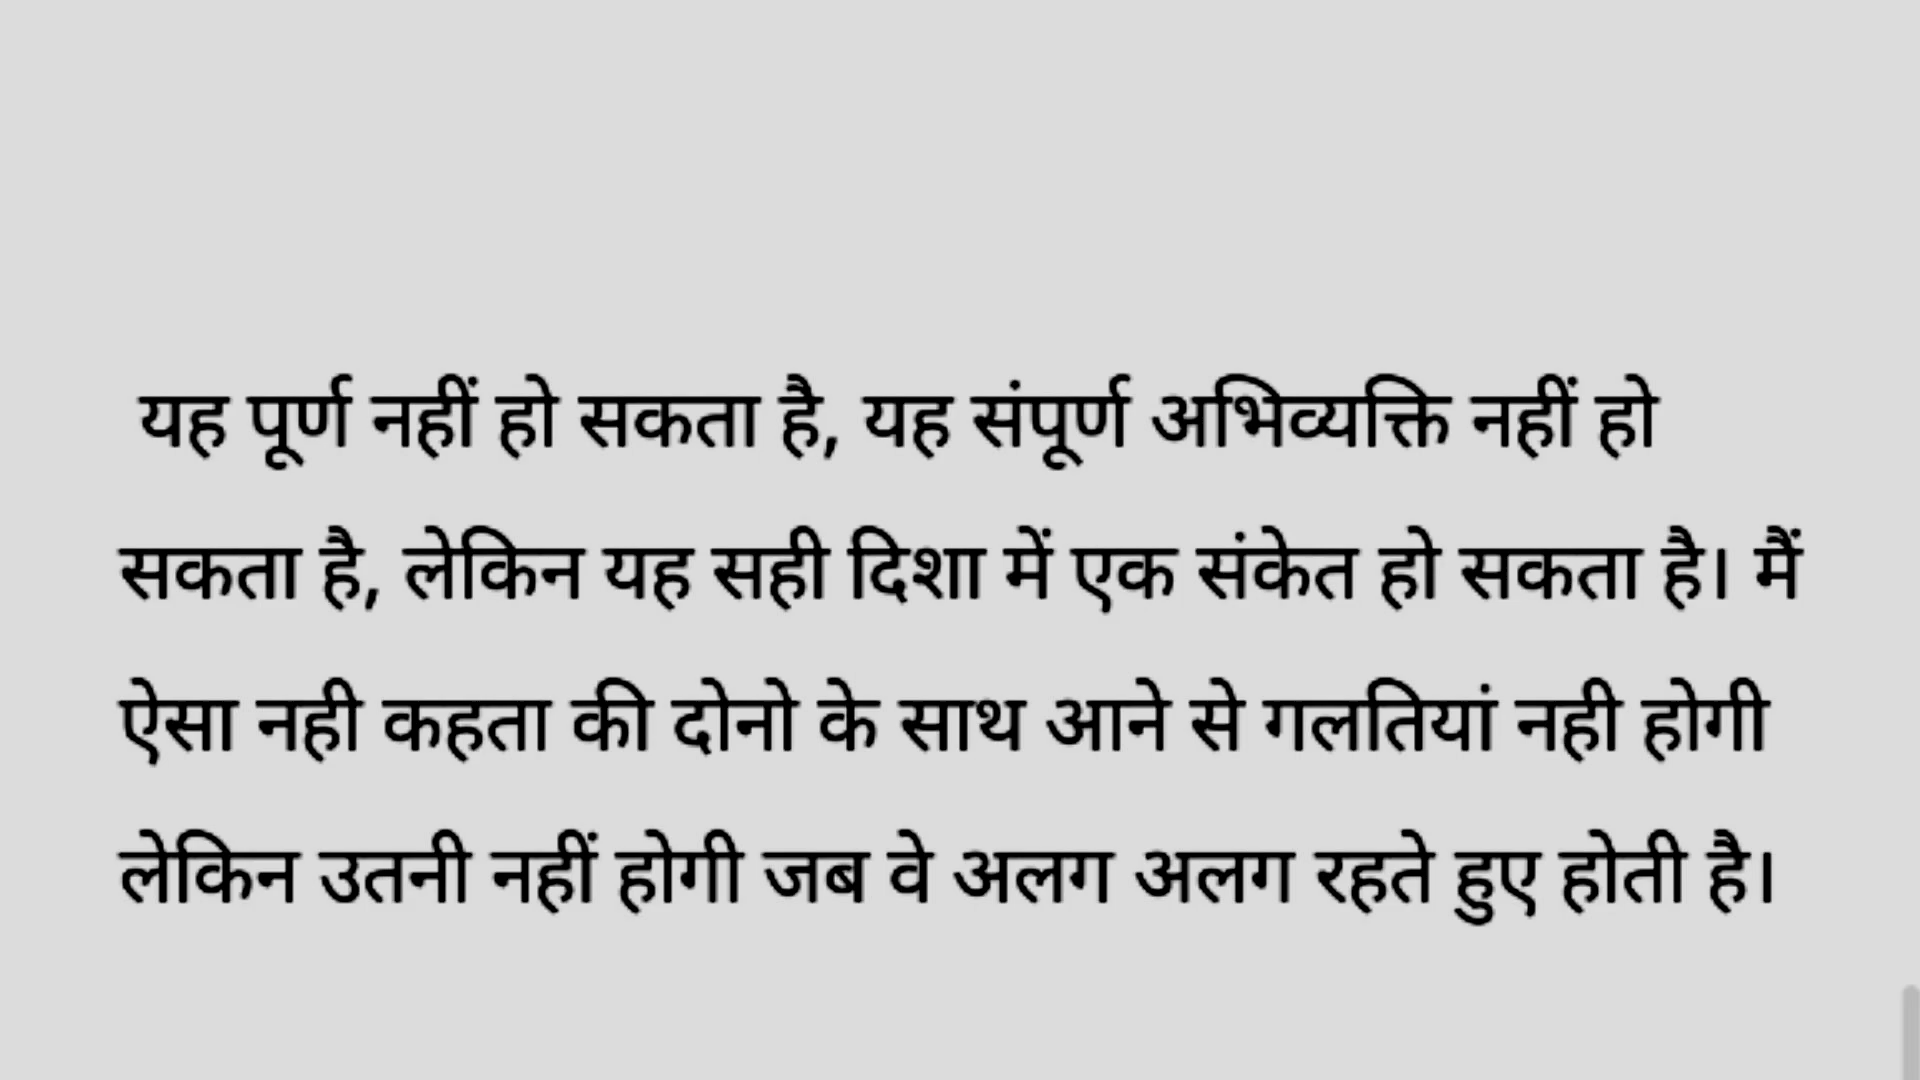 यह पूर्ण नहीं हो सकता है, यह संपूर्ण अभिव्यक्ति नहीं हो
सकता है, लेकिन यह सही दिशा में एक संकेत हो सकता है। मैं
ऐसा नही कहता की दोनो के साथ आने से गलतियां नही होगी
लेकिन उतनी नहीं होगी जब वे अलग अलग रहते हुए होती है।